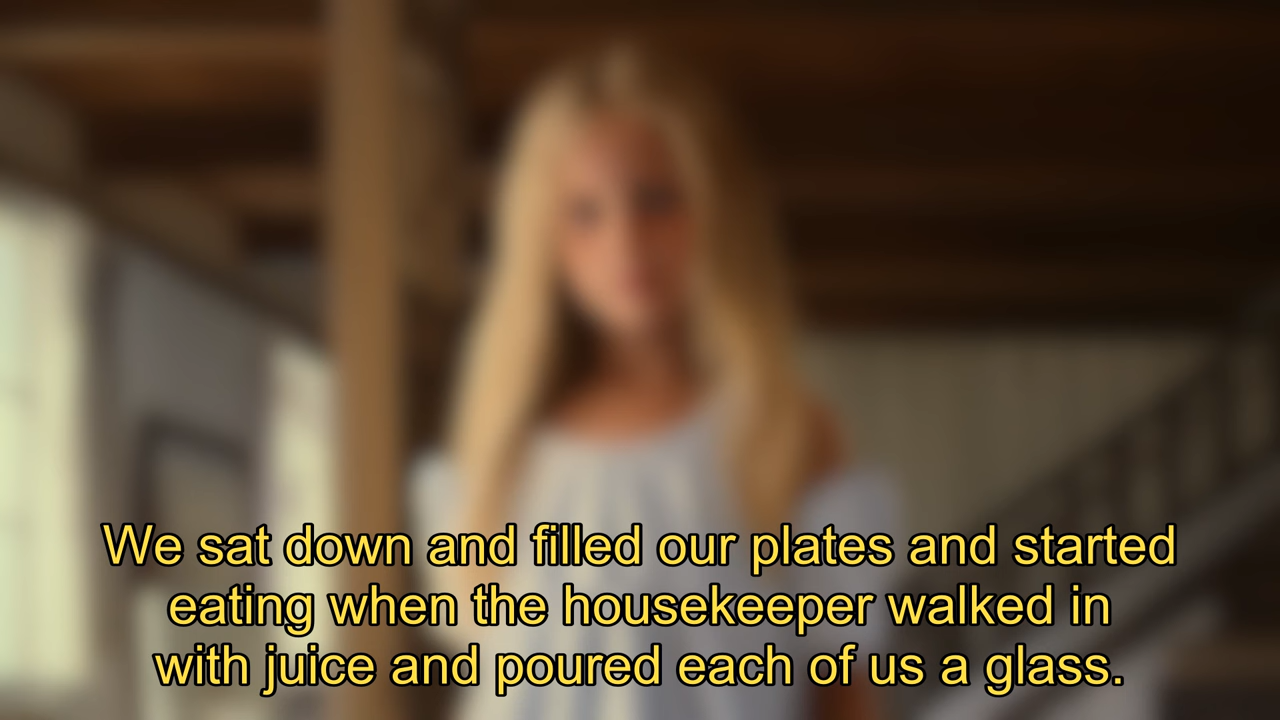 We sat down and filled our plates and started
eating when the housekeeper walked in
with juice and poured each of us a glass.